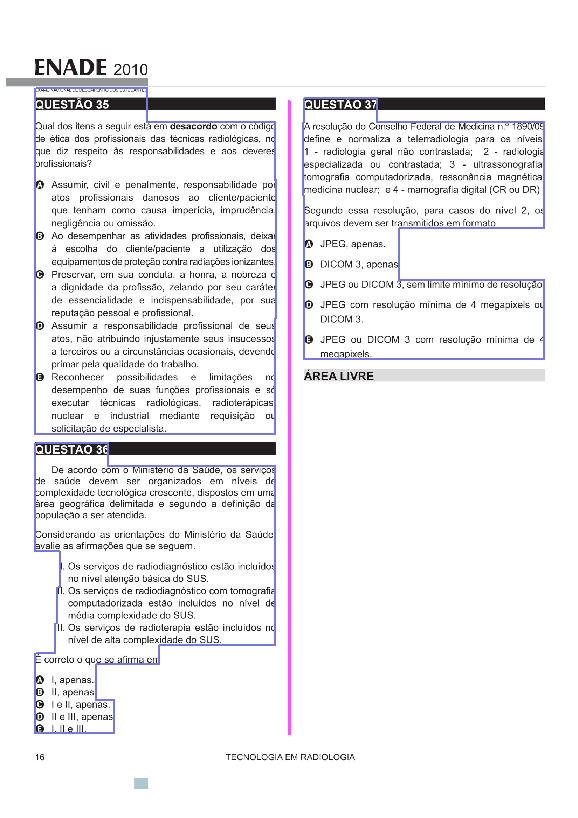 ENADE 2010
EXAME NACIONAL DE DESEMPENHO DOS ESTUDANTES
QUESTÃO 35
Qual dos itens a seguir está em desacordo com o código
de ética dos profissionais das técnicas radiológicas, no
que diz respeito às responsabilidades e aos deveres
profissionais?
A Assumir, civil e penalmente, responsabilidade por
atos profissionais danosos ao cliente/paciente
que tenham como causa imperícia, imprudência,
negligência ou omissão.
B Ao desempenhar as atividades profissionais, deixar
à escolha do cliente/paciente a utilização dos
equipamentos de proteção contra radiações ionizantes.
C Preservar, em sua conduta, a honra, a nobreza e
a dignidade da profissão, zelando por seu caráter
de essencialidade e indispensabilidade, por sua
reputação pessoal e profissional.
D Assumir a responsabilidade profissional de seus
atos, não atribuindo injustamente seus insucessos
a terceiros ou a circunstâncias ocasionais, devendo
primar pela qualidade do trabalho.
E Reconhecer possibilidades e limitações no
desempenho de suas funções profissionais e só
executar técnicas radiológicas, radioterápicas,
nuclear e industrial mediante requisição ou
solicitação de especialista.
QUESTÃO 36
De acordo com o Ministério da Saúde, os serviços
de saúde devem ser organizados em níveis de
complexidade tecnológica crescente, dispostos em uma
área geográfica delimitada e segundo a definição da
população a ser atendida.
Considerando as orientações do Ministério da Saúde,
avalie as afirmações que se seguem.
I. Os serviços de radiodiagnóstico estão incluídos
no nível atenção básica do SUS.
II. Os serviços de radiodiagnóstico com tomografia
computadorizada estão incluídos no nível de
média complexidade do SUS.
III. Os serviços de radioterapia estão incluídos no
nível de alta complexidade do SUS.
É correto o que se afirma em
A I, apenas.
B II, apenas.
C I e II, apenas.
D II e III, apenas.
E I, II e III.
QUESTÃO 37
A resolução do Conselho Federal de Medicina n.º 1890/09
define e normaliza a telerradiologia para os níveis:
1 - radiologia geral não contrastada; 2 - radiologia
especializada ou contrastada; 3 - ultrassonografia,
tomografia computadorizada, ressonância magnética,
medicina nuclear; e 4 - mamografia digital (CR ou DR).
Segundo essa resolução, para casos do nível 2, os
arquivos devem ser transmitidos em formato
A JPEG, apenas.
B DICOM 3, apenas.
C JPEG ou DICOM 3, sem limite mínimo de resolução.
D JPEG com resolução mínima de 4 megapixels ou
DICOM 3.
E JPEG ou DICOM 3 com resolução mínima de 4
megapixels.
ÁREA LIVRE
16
TECNOLOGIA EM RADIOLOGIA